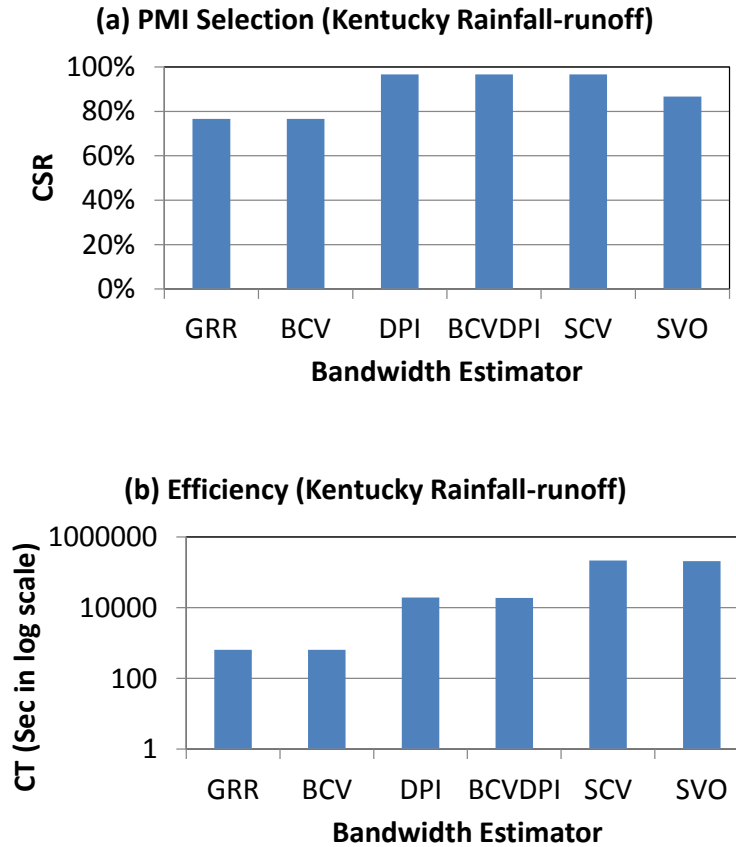 (a) PMI Selection (Kentucky Rainfall-runoff)
100%
80%
60%
40%
20%
0%
CSR
GRR BCV DPI BCVDPI SCV SVO
Bandwidth Estimator
(b) Efficiency (Kentucky Rainfall-runoff)
1000000
10000
100
1
CT (Sec in log scale)
GRR BCV DPI BCVDPI SCV SVO
Bandwidth Estimator